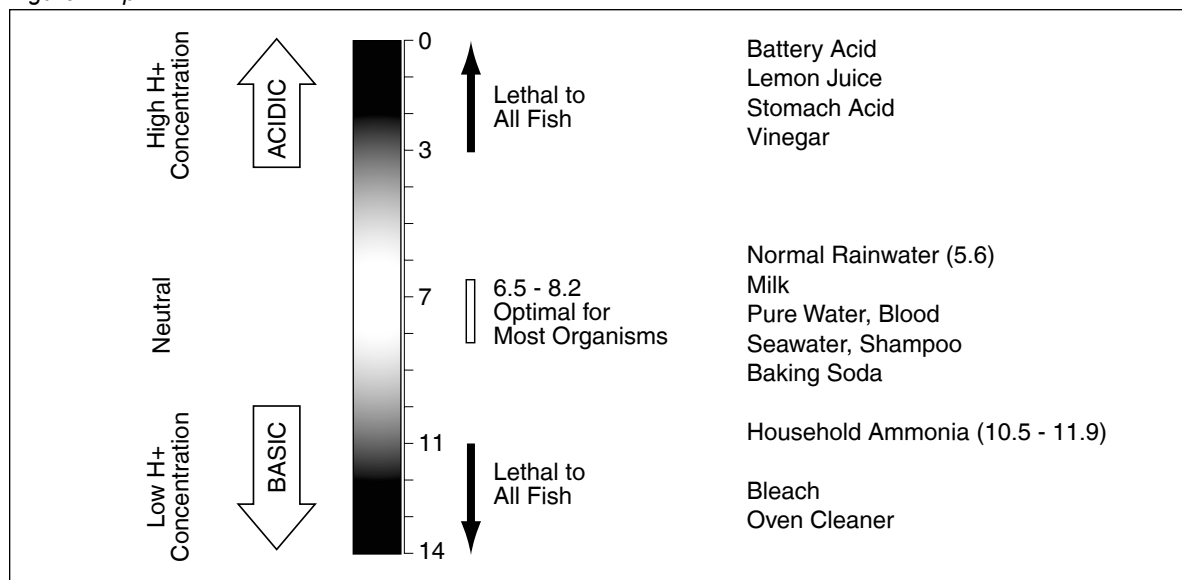 High H+
Concentration
ACIDIC
Neutral
Low H+
Concentration
BASIC
0
3
7
11
14
Lethal to
All Fish
6.5 - 8.2
Optimal for
Most Organisms
Lethal to
All Fish
Battery Acid
Lemon Juice
Stomach Acid
Vinegar
Normal Rainwater (5.6)
Milk
Pure Water, Blood
Seawater, Shampoo
Baking Soda
Household Ammonia (10.5 - 11.9)
Bleach
Oven Cleaner